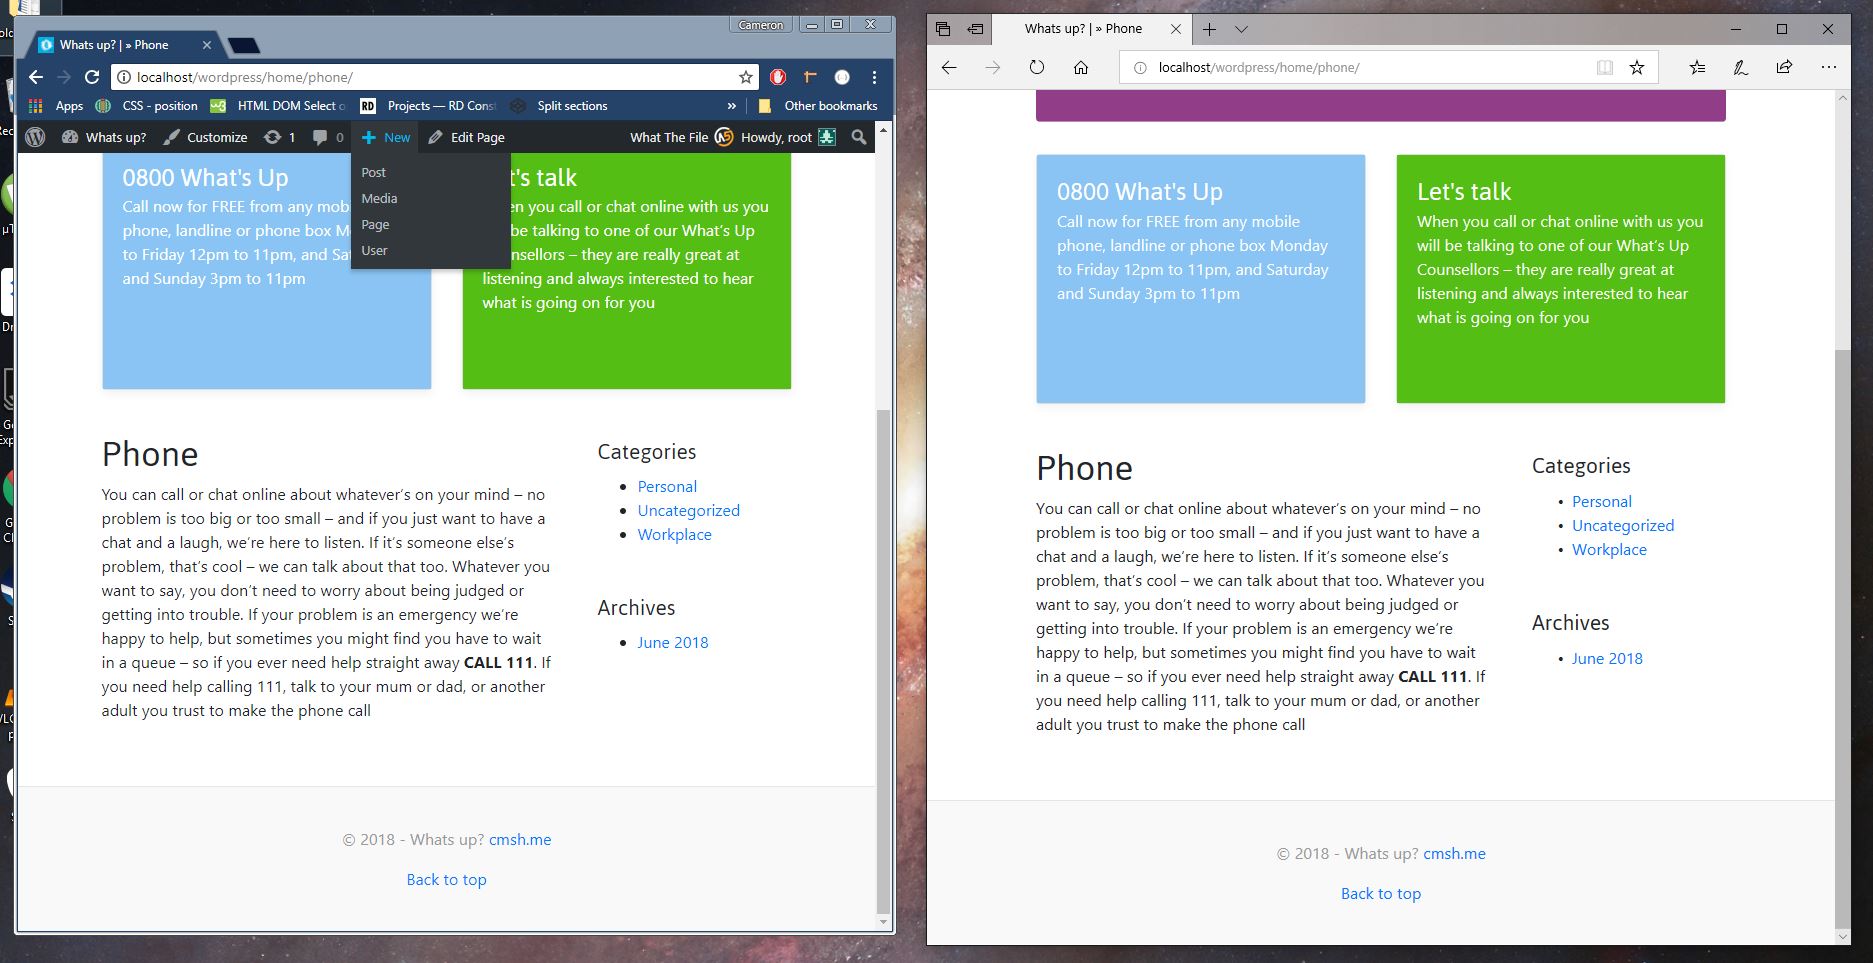 Cameron
Whats up? | » Phone
localhost/wordpress/home/phone/
Apps
CSS - position
HTML DOM Select o
RD
Projects — RD Const
Split sections
»
Other bookmarks
Whats up?
Customize
1
0
New
Edit Page
What The File
Howdy, root
Post
Media
Page
User
0800 What's Up
Call now for FREE from any mobi
phone, landline or phone box M
to Friday 12pm to 11pm, and Sat
and Sunday 3pm to 11pm
t's talk
en you call or chat online with us you
be talking to one of our What's Up
nsellors – they are really great at
listening and always interested to hear
what is going on for you
Phone
You can call or chat online about whatever's on your mind – no
problem is too big or too small – and if you just want to have a
chat and a laugh, we're here to listen. If it's someone else's
problem, that's cool – we can talk about that too. Whatever you
want to say, you don't need to worry about being judged or
getting into trouble. If your problem is an emergency we're
happy to help, but sometimes you might find you have to wait
in a queue – so if you ever need help straight away CALL 111. If
you need help calling 111, talk to your mum or dad, or another
adult you trust to make the phone call
Categories
Personal
Uncategorized
Workplace
Archives
June 2018
© 2018 - Whats up? cmsh.me
Back to top
Whats up? | » Phone
localhost/wordpress/home/phone/
0800 What's Up
Call now for FREE from any mobile
phone, landline or phone box Monday
to Friday 12pm to 11pm, and Saturday
and Sunday 3pm to 11pm
Let's talk
When you call or chat online with us you
will be talking to one of our What's Up
Counsellors – they are really great at
listening and always interested to hear
what is going on for you
Phone
You can call or chat online about whatever's on your mind – no
problem is too big or too small – and if you just want to have a
chat and a laugh, we're here to listen. If it's someone else's
problem, that's cool – we can talk about that too. Whatever you
want to say, you don't need to worry about being judged or
getting into trouble. If your problem is an emergency we're
happy to help, but sometimes you might find you have to wait
in a queue – so if you ever need help straight away CALL 111. If
you need help calling 111, talk to your mum or dad, or another
adult you trust to make the phone call
Categories
Personal
Uncategorized
Workplace
Archives
June 2018
© 2018 - Whats up? cmsh.me
Back to top